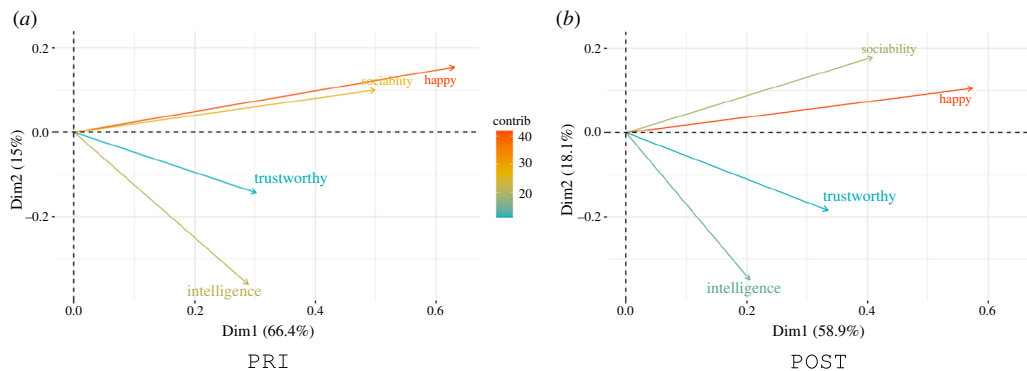 (a)
0.2
0.0
−0.2
Dim2 (15%)
sociability
happy
trustworthy
intelligence
0.0 0.2 0.4 0.6
Dim1 (66.4%)
PRI
contrib
40
30
20
(b)
0.2
0.0
−0.2
Dim2 (18.1%)
sociability
happy
trustworthy
intelligence
0.0 0.2 0.4 0.6
Dim1 (58.9%)
POST